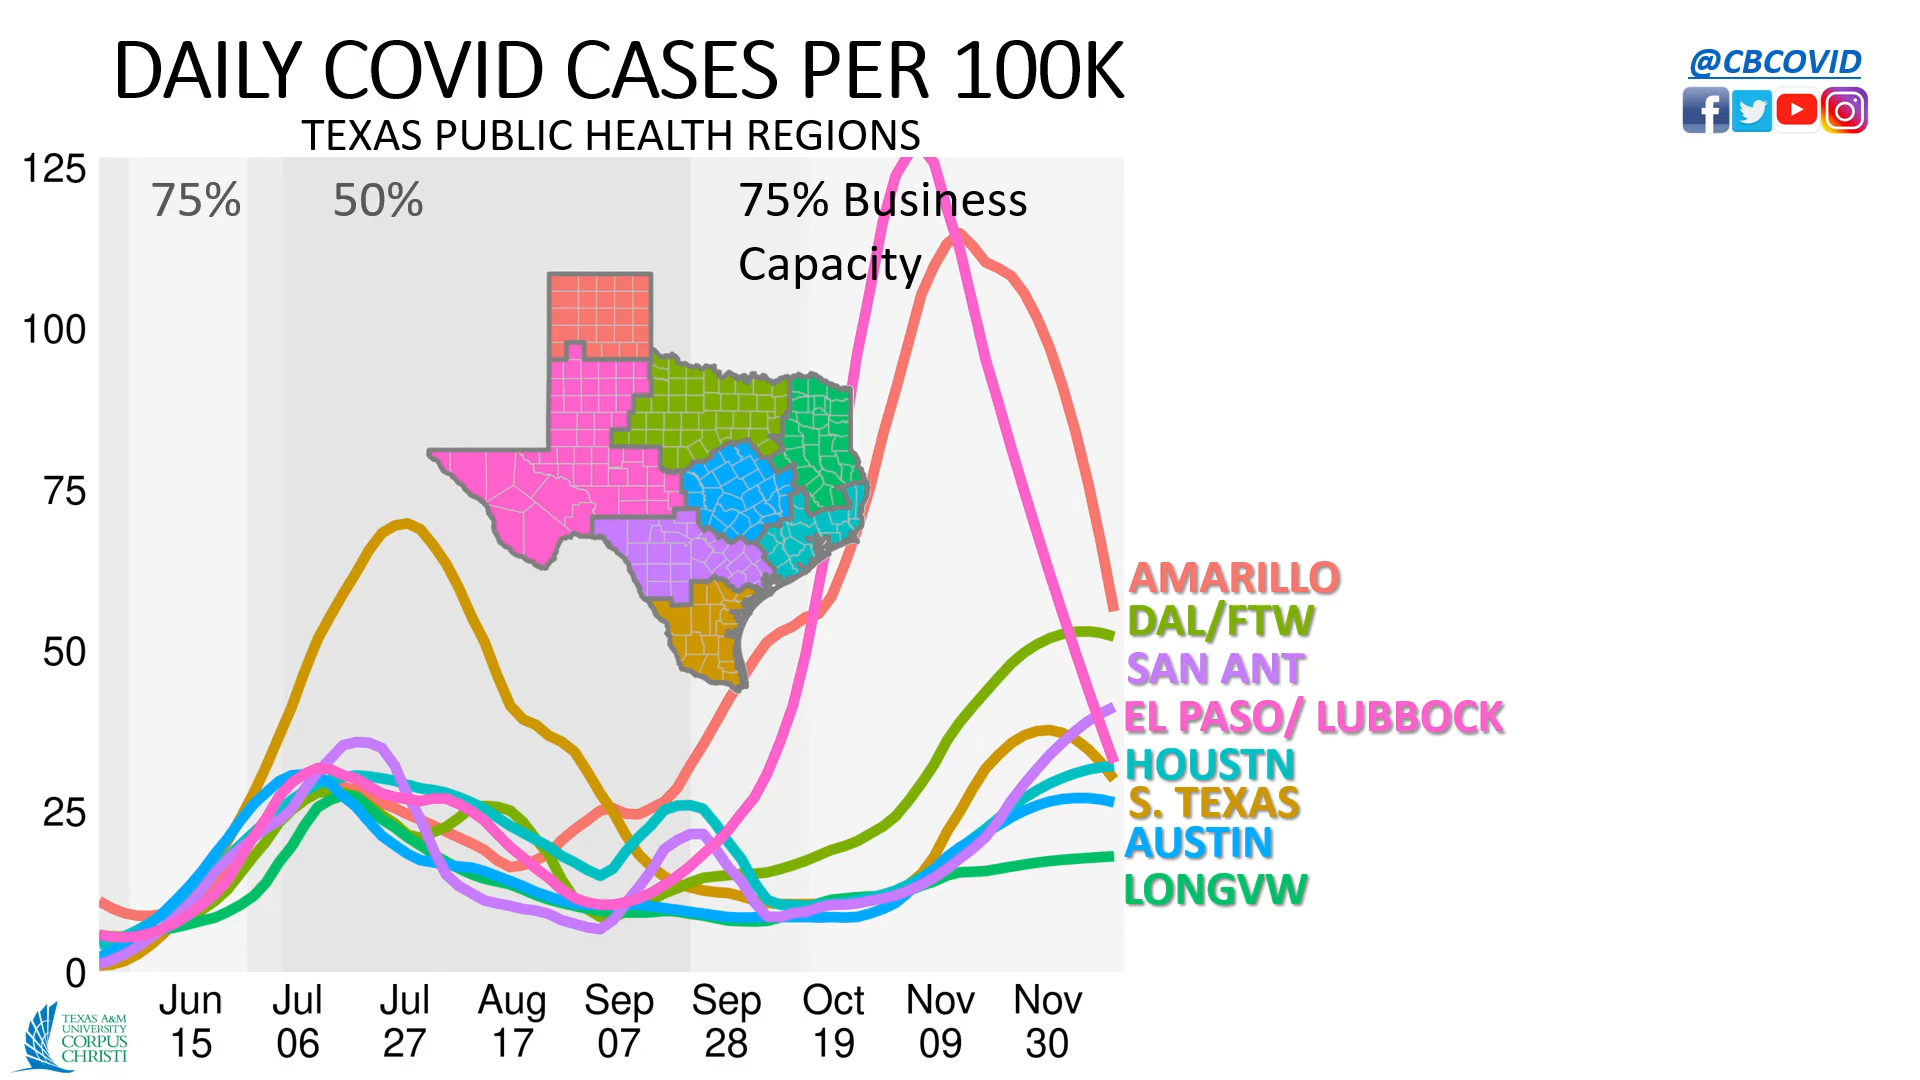 DAILY COVID CASES PER 100K
TEXAS PUBLIC HEALTH REGIONS
@CBCOVID
125
100
75
50
25
0
75%
50%
75% Business
Capacity
AMARILLO
DAL/FTW
SAN ANT
EL PASO/ LUBBOCK
HOUSTN
S. TEXAS
AUSTIN
LONGVW
Jun Jul Jul Aug Sep Sep Oct Nov Nov
15 06 27 17 07 28 19 09 30
TEXAS A&M
UNIVERSITY
CORPUS
CHRISTI